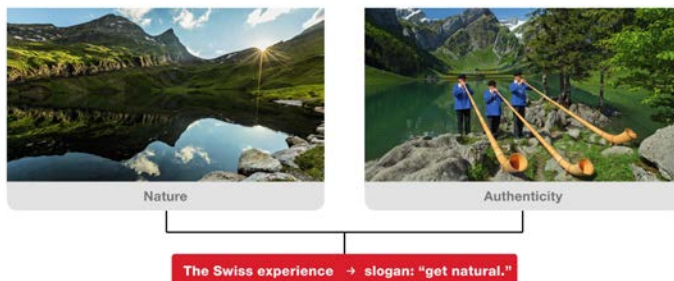 Nature
Authenticity
The Swiss experience → slogan: “get natural.”